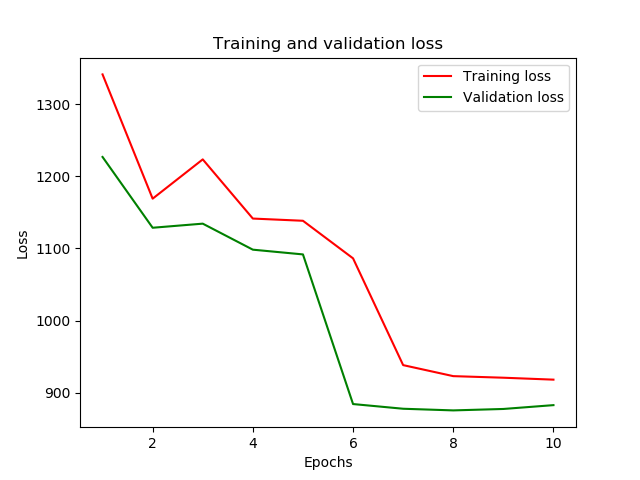 Training and validation loss
Training loss
Validation loss
1300
1200
1100
1000
900
Loss
2 4 6 8 10
Epochs